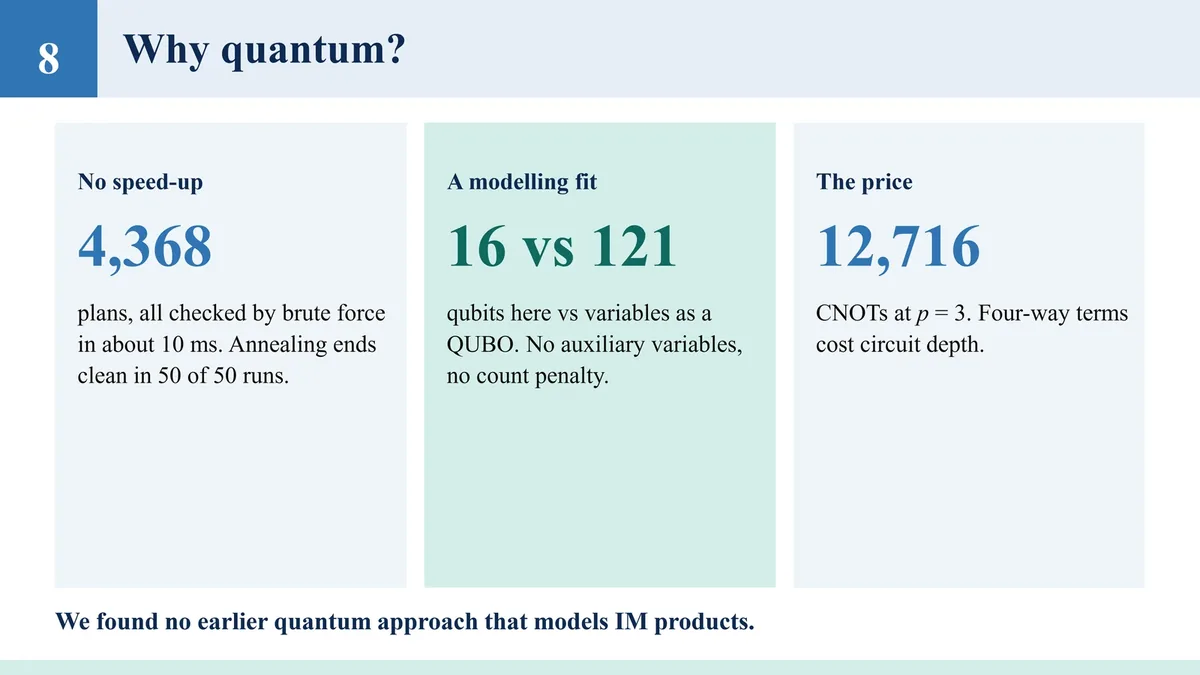 8
Why quantum?
No speed-up
4,368
plans, all checked by brute force
in about 10 ms. Annealing ends
clean in 50 of 50 runs.
A modelling fit
16 vs 121
qubits here vs variables as a
QUBO. No auxiliary variables,
no count penalty.
The price
12,716
CNOTs at p = 3. Four-way terms
cost circuit depth.
We found no earlier quantum approach that models IM products.